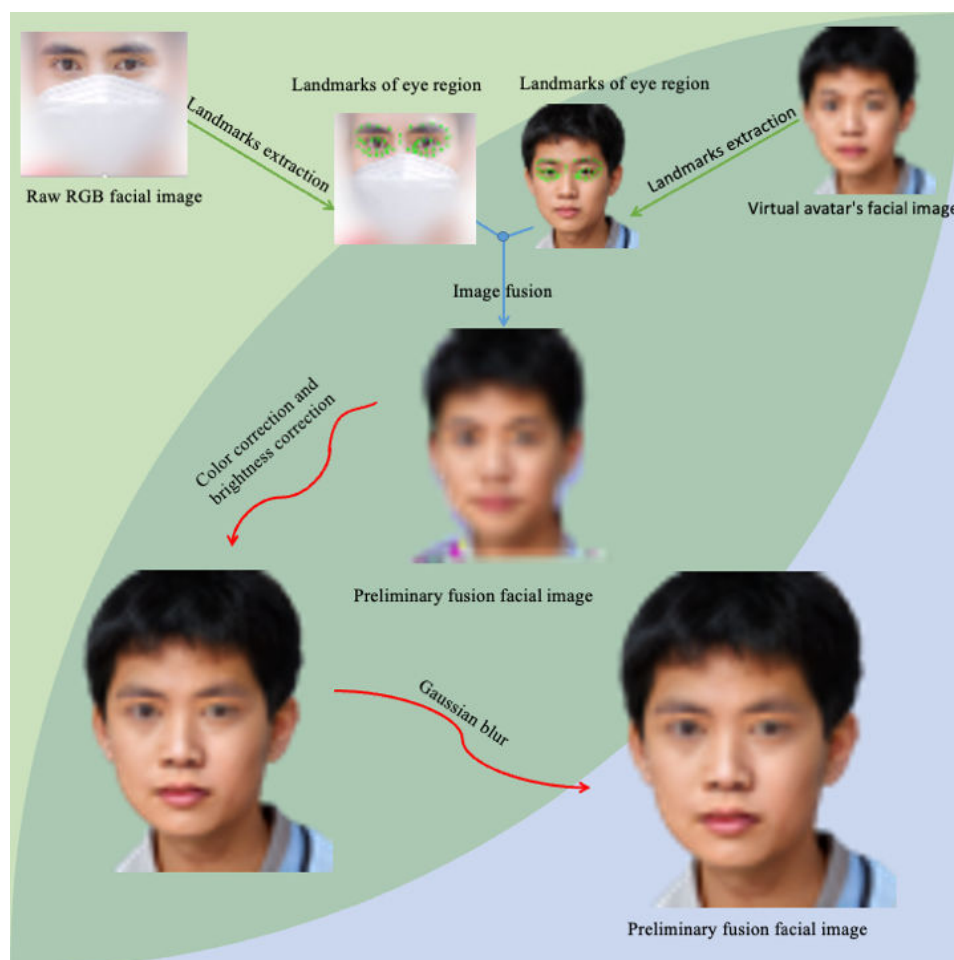 Landmarks of eye region
Landmarks of eye region
Landmarks
extraction
Landmarks extraction
Raw RGB facial image
Virtual avatar's facial image
Image fusion
Color correction and
brightness correction
Preliminary fusion facial image
Gaussian blur
Preliminary fusion facial image